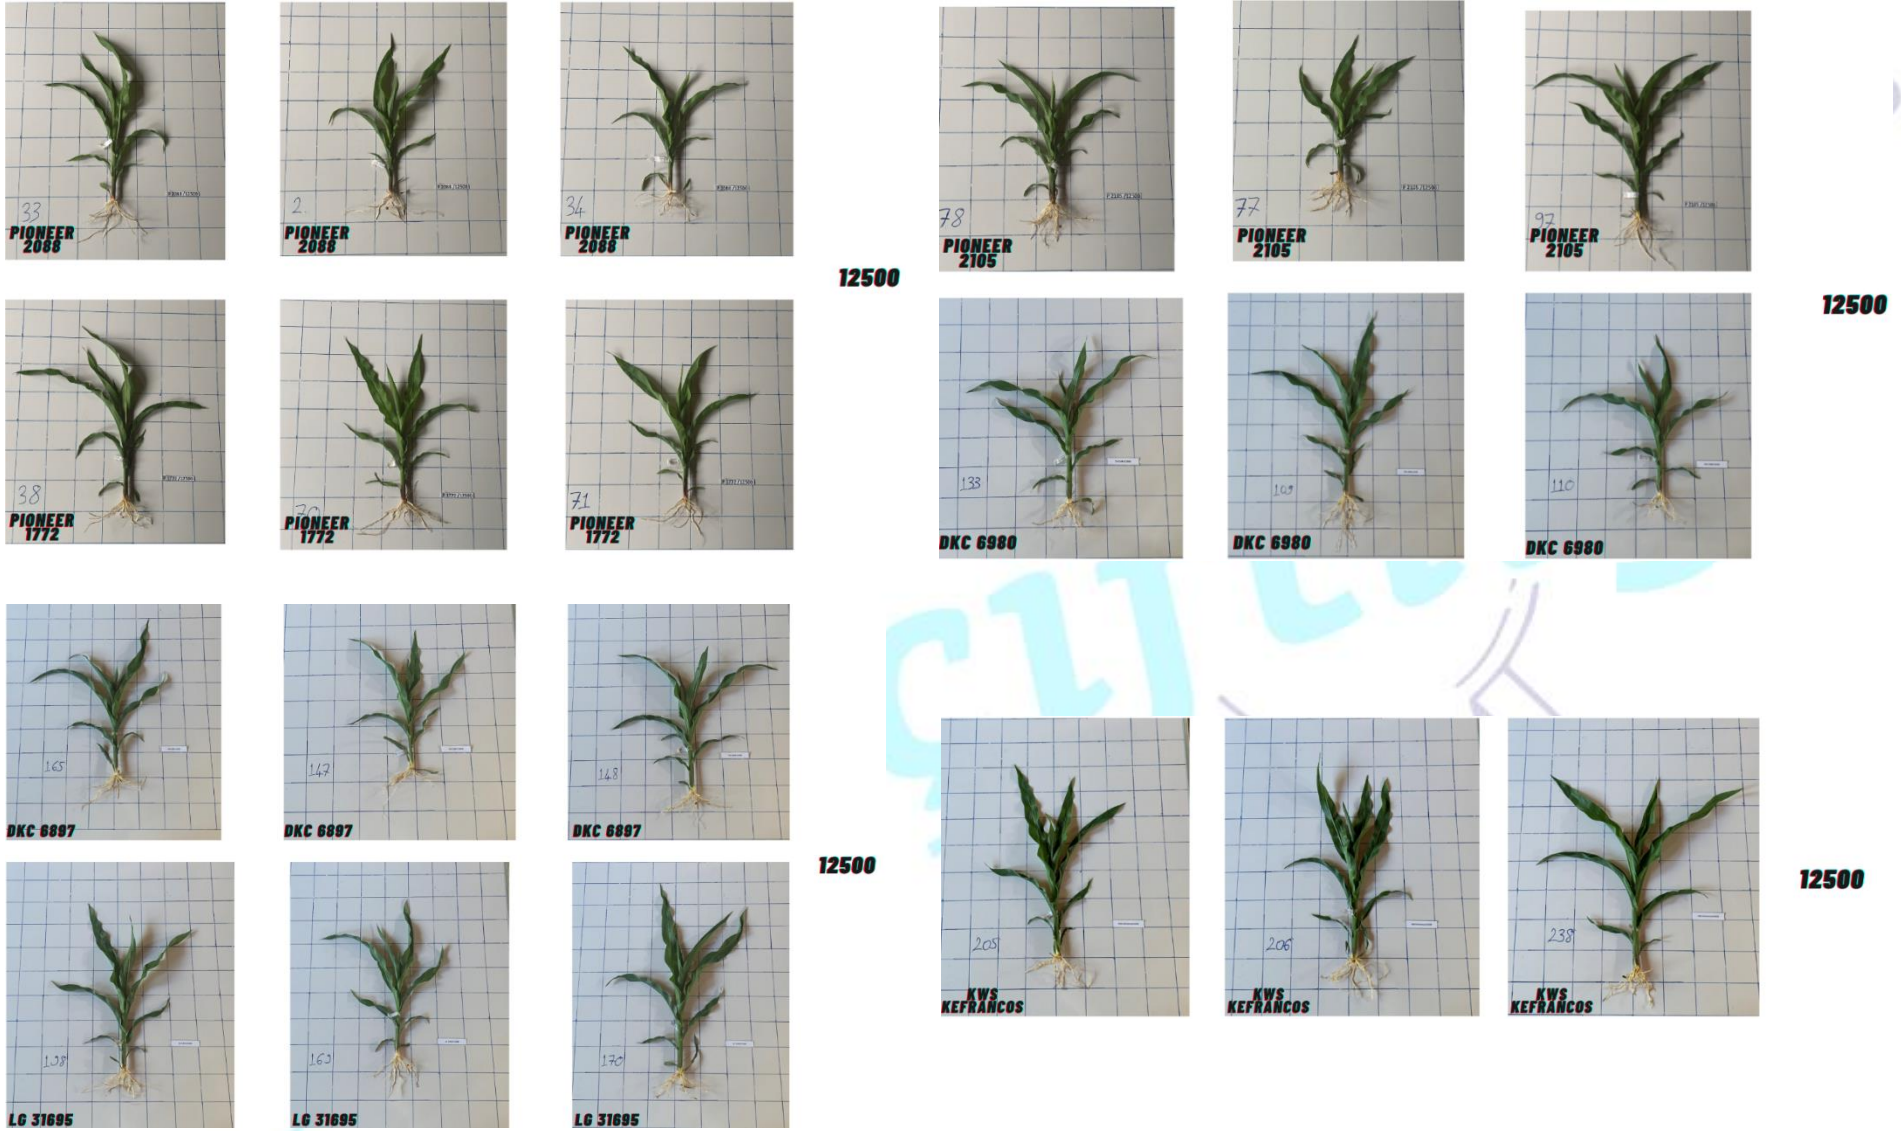 33
PIONEER
2088
2
PIONEER
2088
34
PIONEER
2088
12500
38
PIONEER
1772
70
PIONEER
1772
71
PIONEER
1772
78
PIONEER
2105
77
PIONEER
2105
97
PIONEER
2105
12500
133
DKC 6980
109
DKC 6980
110
DKC 6980
165
DKC 6897
147
DKC 6897
148
DKC 6897
12500
LG 31695
169
LG 31695
170
LG 31695
205
KWS
KEFRANCOS
206
KWS
KEFRANCOS
238
KWS
KEFRANCOS
12500